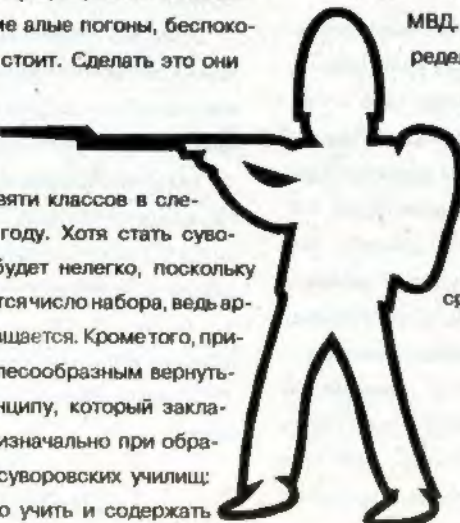 ые алые погоны, беспоко-
стоит. Сделать это они
вяти классов в сле-
году. Хотя стать суво-
будет нелегко, поскольку
тся число набора, ведь ар-
ащается. Кроме того, при-
лесообразным вернуть-
нципу, который закла-
изначально при обра-
суворовских училищ:
о учить и содержать
МВД.
редел
ср